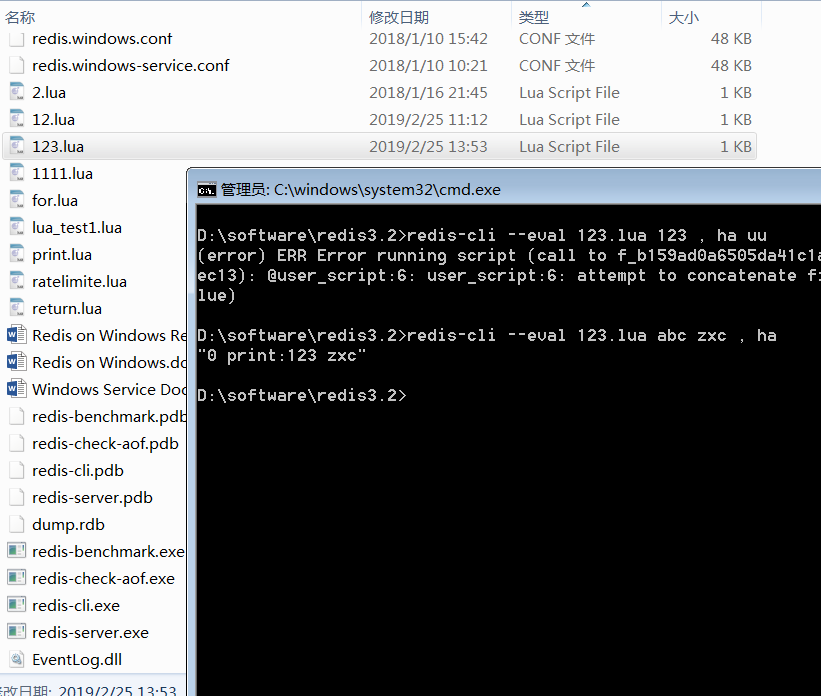 名称 修改日期 类型 大小
redis.windows.conf 2018/1/10 15:42 CONF 文件 48 KB
redis.windows-service.conf 2018/1/10 10:21 CONF 文件 48 KB
2.lua 2018/1/16 21:45 Lua Script File 1 KB
12.lua 2019/2/25 11:12 Lua Script File 1 KB
123.lua 2019/2/25 13:53 Lua Script File 1 KB
1111.lua
for.lua
lua_test1.lua
print.lua
ratelimite.lua
return.lua
Redis on Windows Re
Redis on Windows.do
Windows Service Doc
redis-benchmark.pdb
redis-check-aof.pdb
redis-cli.pdb
redis-server.pdb
dump.rdb
redis-benchmark.exe
redis-check-aof.exe
redis-cli.exe
redis-server.exe
EventLog.dll
修改日期: 2019/2/25 13:53
管理员: C:\windows\system32\cmd.exe
D:\software\redis3.2>redis-cli --eval 123.lua 123 , ha uu
(error) ERR Error running script (call to f_b159ad0a6505da41c1a
ec13): @user_script:6: user_script:6: attempt to concatenate fi
lue)
D:\software\redis3.2>redis-cli --eval 123.lua abc zxc , ha
"0 print:123 zxc"
D:\software\redis3.2>